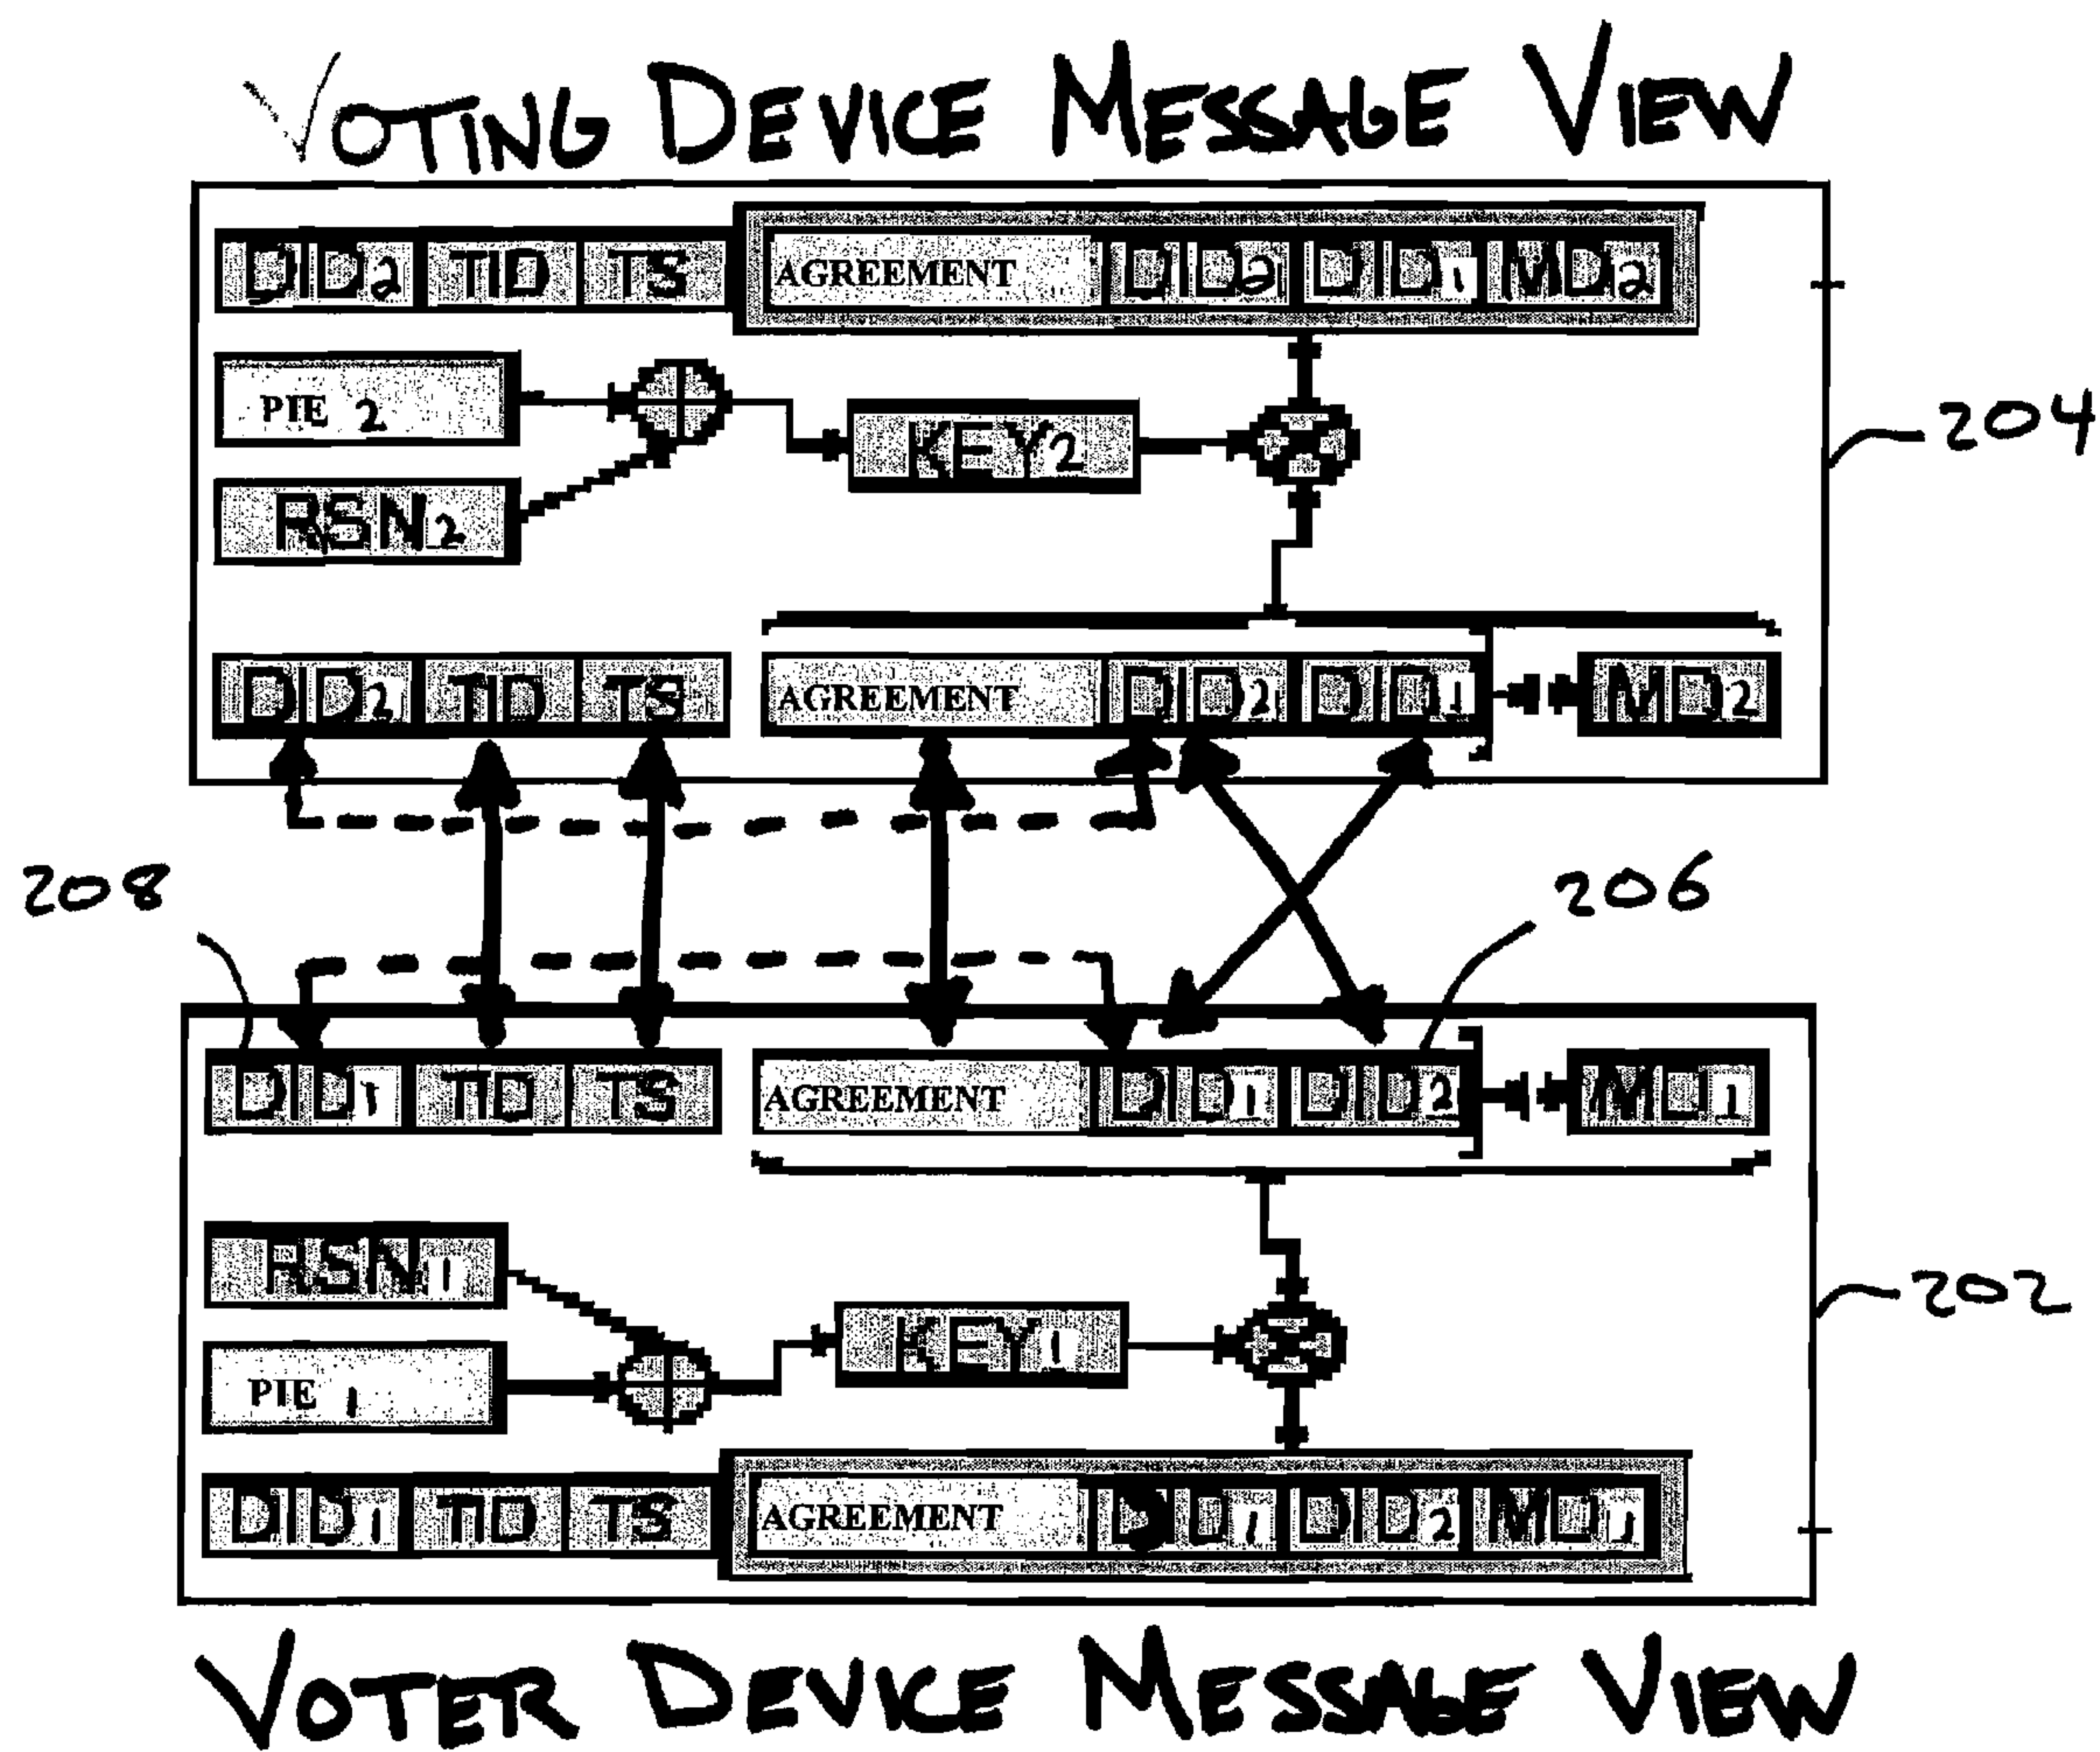 VOTING DEVICE MESSAGE VIEW
DID2 TID TS AGREEMENT DID2 DID1 MD2
PIE 2
KEY2
204
RSN2
DID2 TID TS AGREEMENT DID2 DID1 MD2
208
206
DID1 TID TS AGREEMENT DID1 DID2 MD1
RSN1
202
KEY1
PIE 1
DID1 TID TS AGREEMENT DID1 DID2 MD1
VOTER DEVICE MESSAGE VIEW